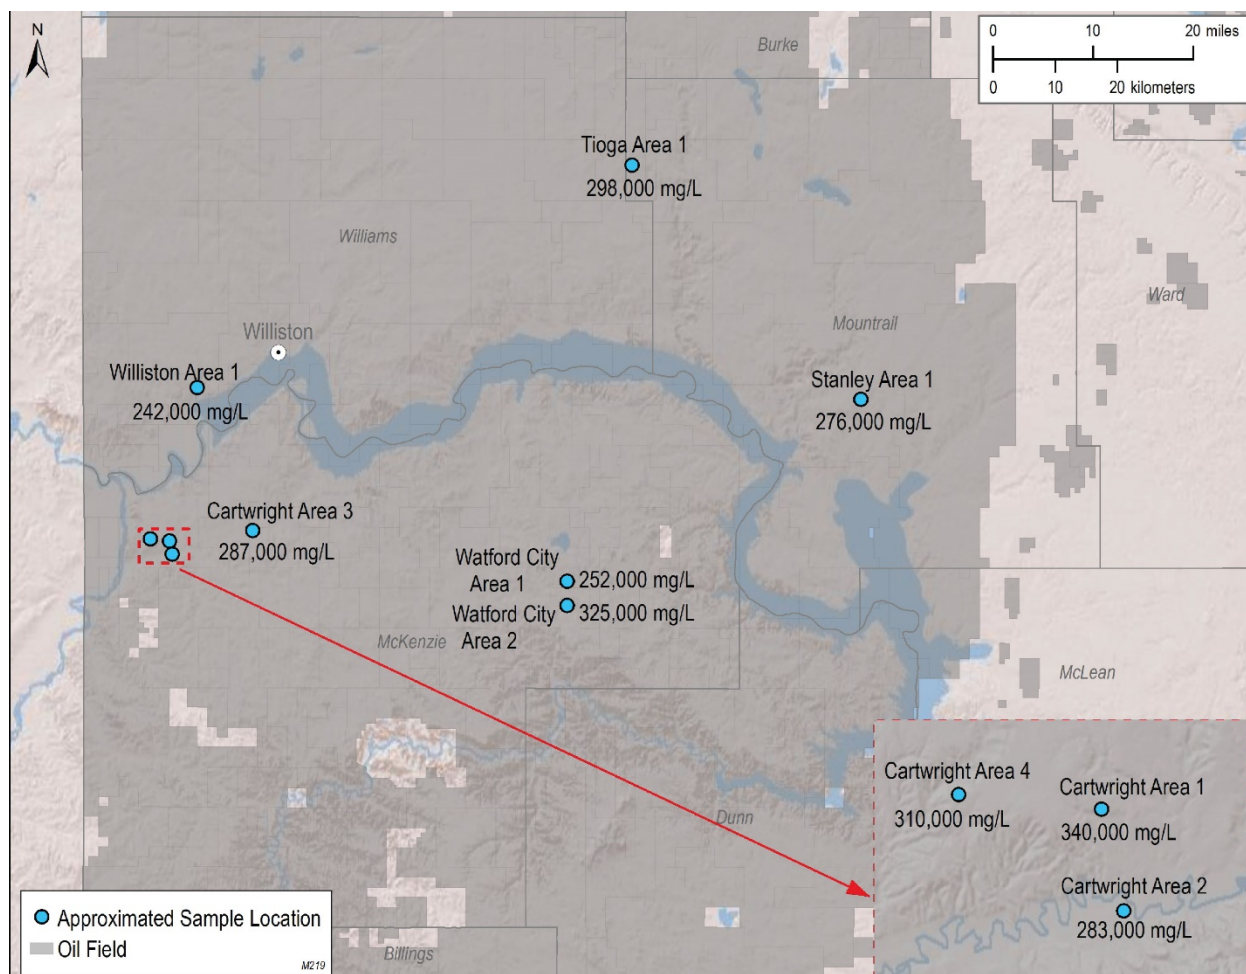 N
Burke
0 10 20 miles
0 10 20 kilometers
Tioga Area 1
298,000 mg/L
Williams
Ward
Mountrail
Williston
Williston Area 1
242,000 mg/L
Stanley Area 1
276,000 mg/L
Cartwright Area 3
287,000 mg/L
Watford City
Area 1
252,000 mg/L
Watford City
Area 2
325,000 mg/L
McKenzie
McLean
Dunn
Cartwright Area 4
310,000 mg/L
Cartwright Area 1
340,000 mg/L
Cartwright Area 2
283,000 mg/L
Approximated Sample Location
Oil Field
M219
Billings